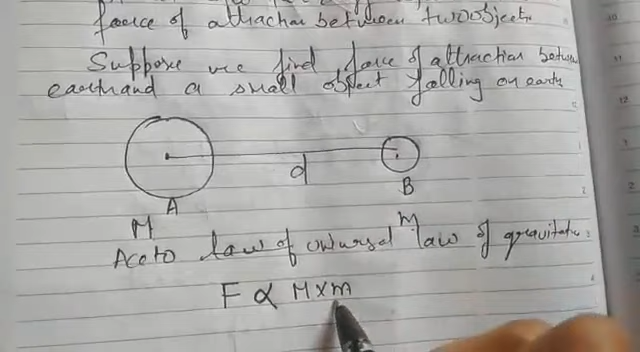 force of attraction between two objects
Suppose we find force of attraction between
earth and a small object falling on earth
d
A
B
M
m
Acc to law of universal law of gravitation
F ∝ M×m